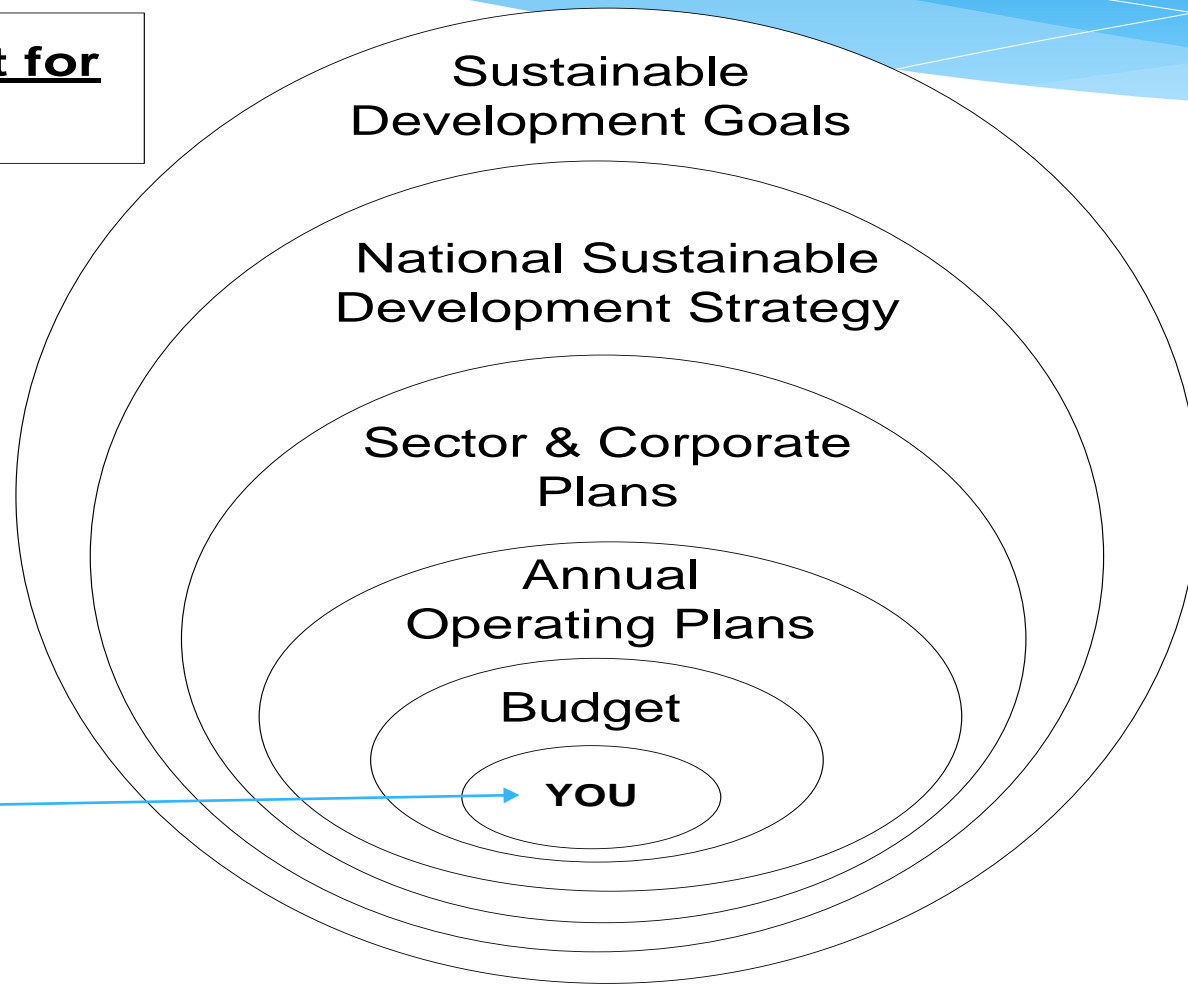 t for
Sustainable
Development Goals
National Sustainable
Development Strategy
Sector & Corporate
Plans
Annual
Operating Plans
Budget
YOU